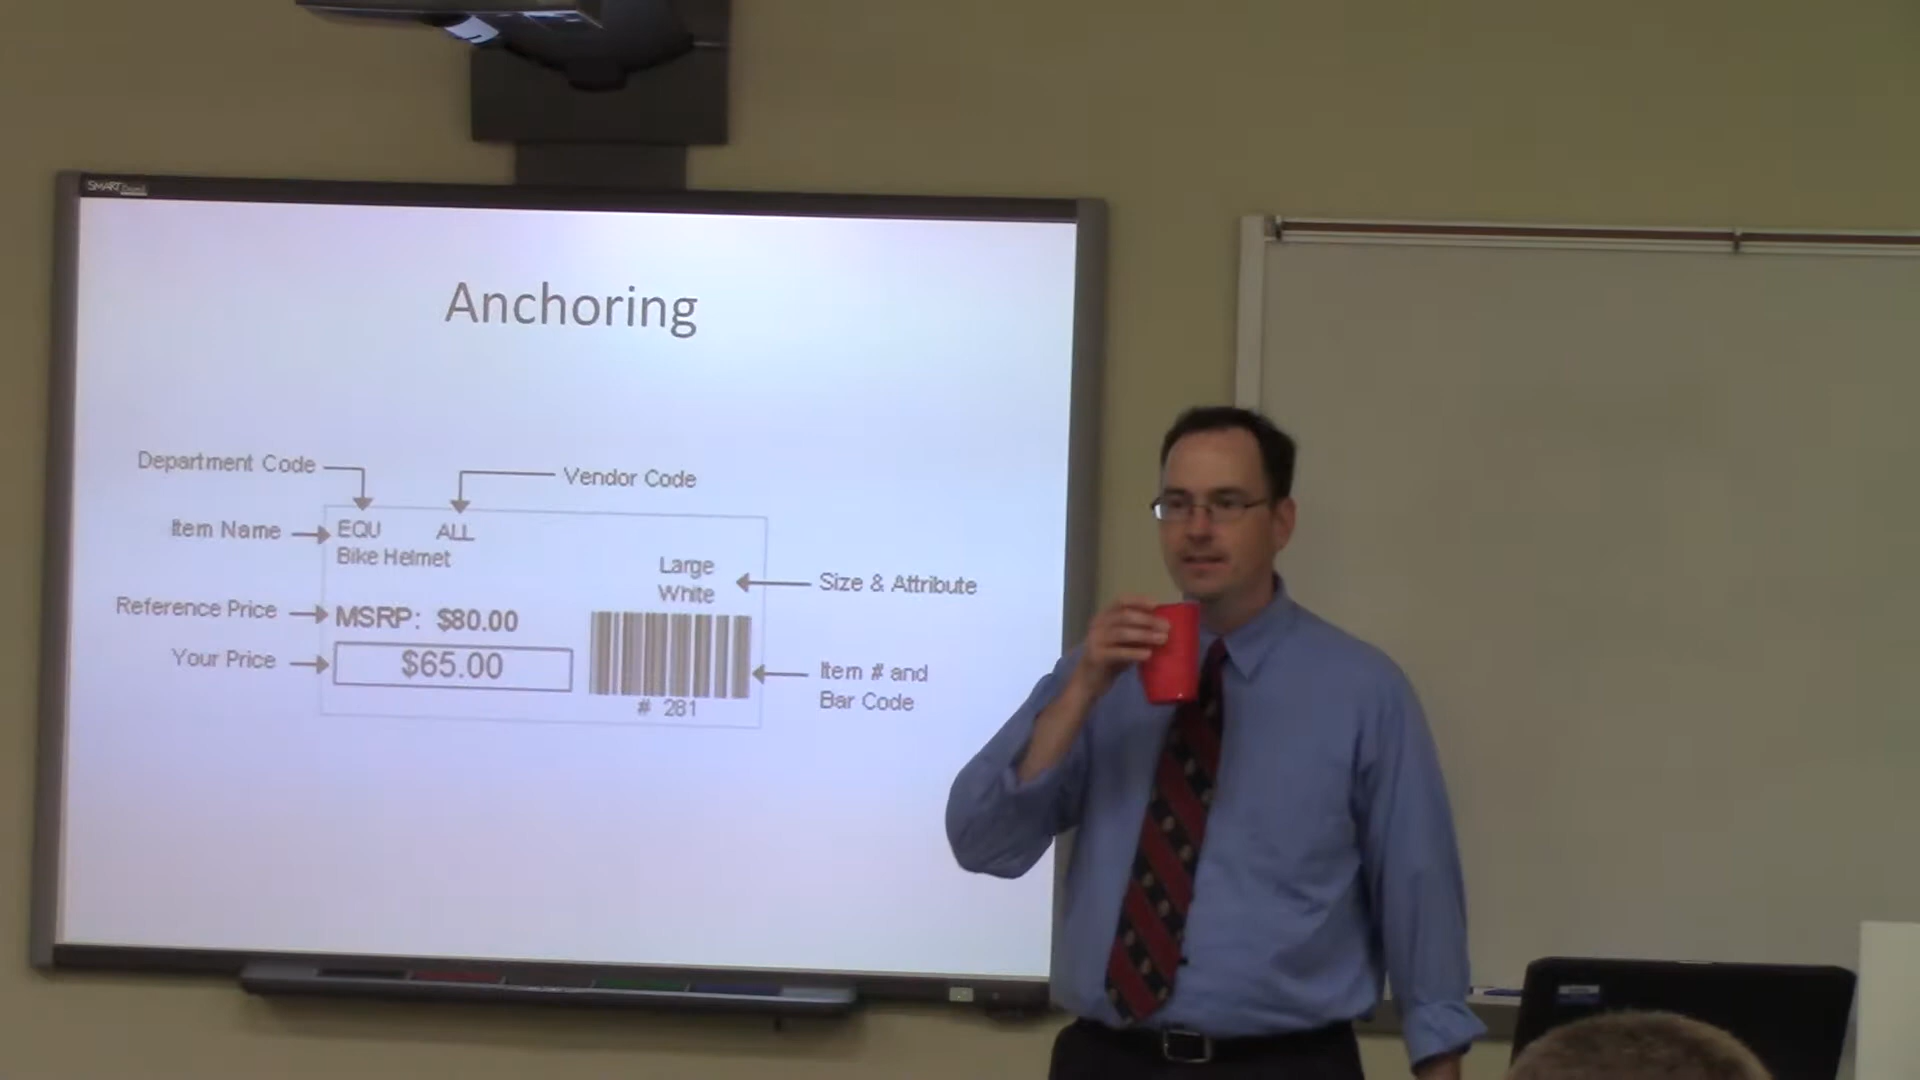 SMART
Anchoring
Department Code
Vendor Code
Item Name
EQU ALL
Bike Helmet
Large
White
Size & Attribute
Reference Price
MSRP: $80.00
Your Price
$65.00
Item # and
Bar Code
# 281